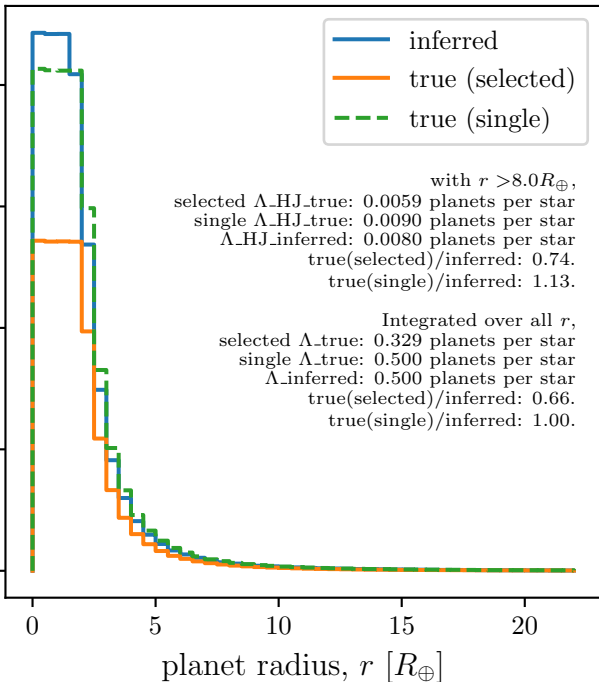 inferred
true (selected)
true (single)
with r >8.0R⊕,
selected Λ_HJ_true: 0.0059 planets per star
single Λ_HJ_true: 0.0090 planets per star
Λ_HJ_inferred: 0.0080 planets per star
true(selected)/inferred: 0.74.
true(single)/inferred: 1.13.
Integrated over all r,
selected Λ_true: 0.329 planets per star
single Λ_true: 0.500 planets per star
Λ_inferred: 0.500 planets per star
true(selected)/inferred: 0.66.
true(single)/inferred: 1.00.
0 5 10 15 20
planet radius, r [R⊕]